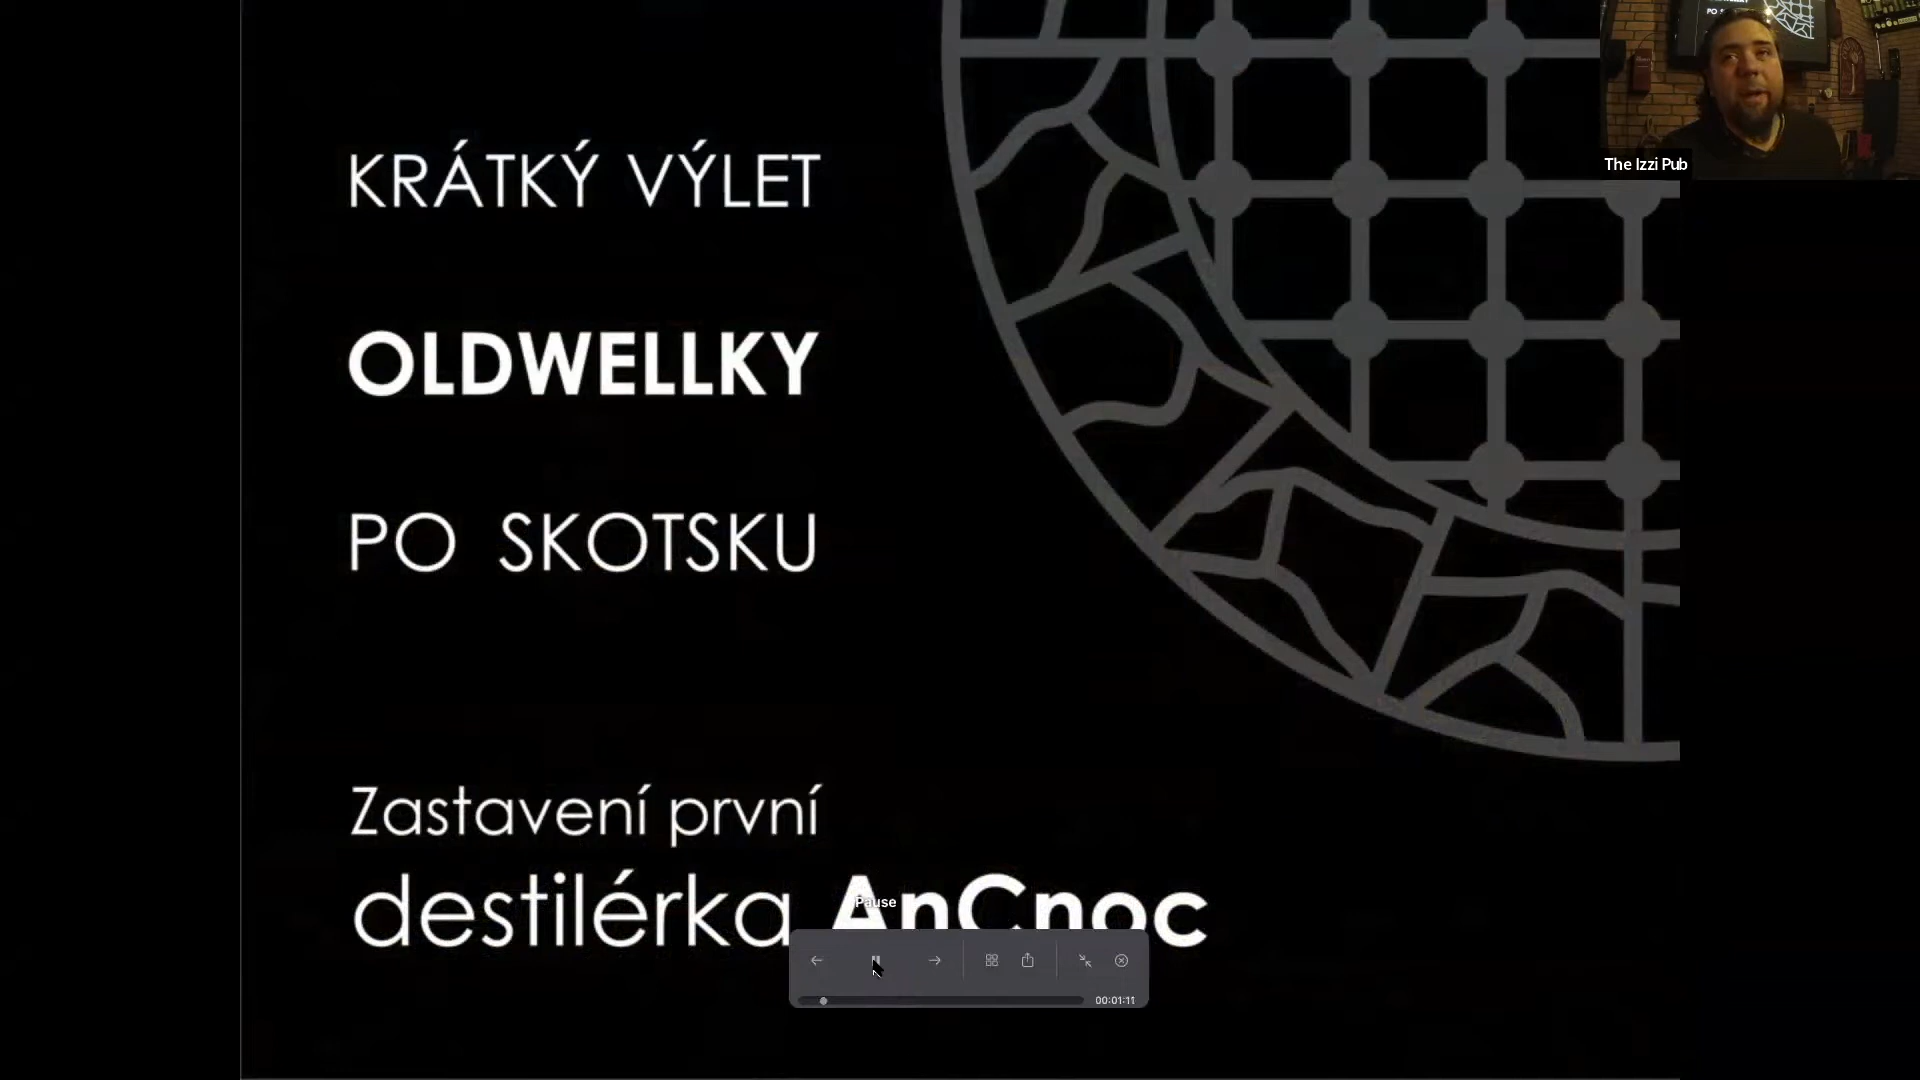 KRÁTKÝ VÝLET
OLDWELLKY
PO SKOTSKU
Zastavení první
destilérka AnCnoc
The Izzi Pub
Pause
00:01:11